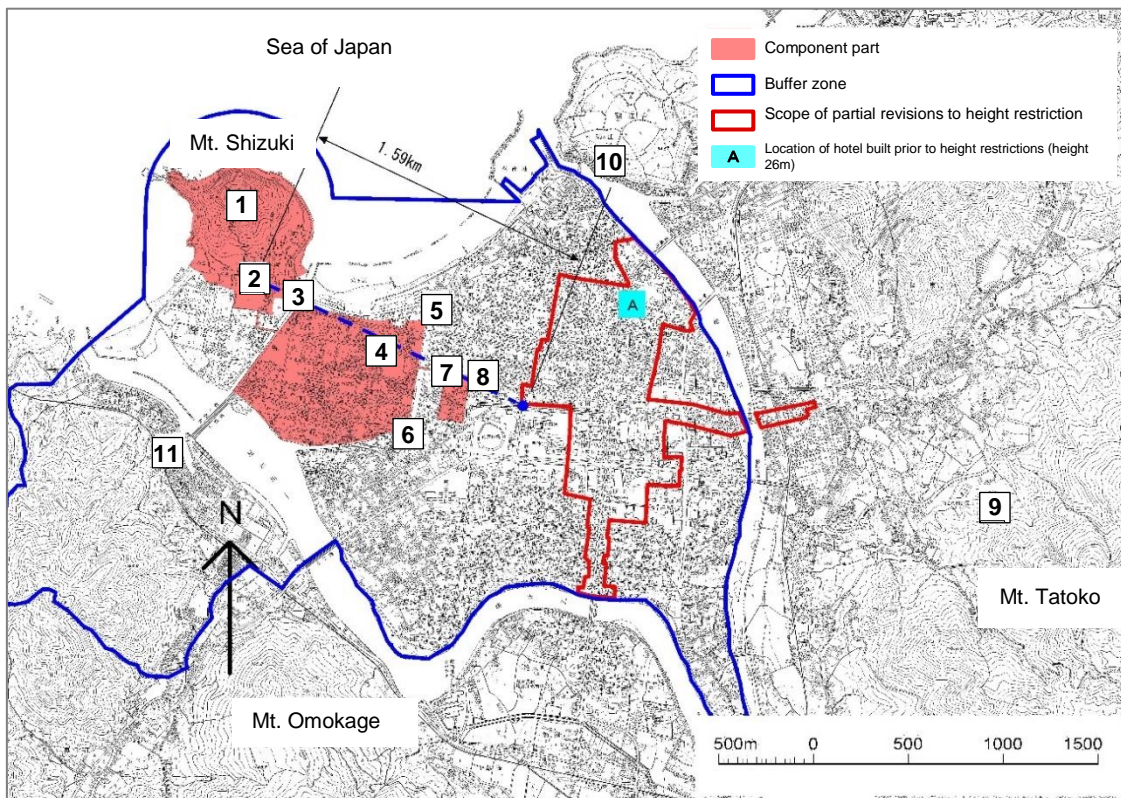 Sea of Japan
Component part
Buffer zone
Scope of partial revisions to height restriction
A
Location of hotel built prior to height restrictions (height
26m)
Mt. Shizuki
1.59km
10
1
2
3
5
A
4
7
8
6
11
9
N
Mt. Tatoko
Mt. Omokage
500m 0 500 1000 1500